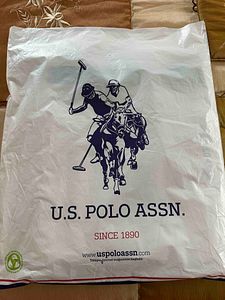 U.S. POLO ASSN.
SINCE 1890
www.uspoloassn.com